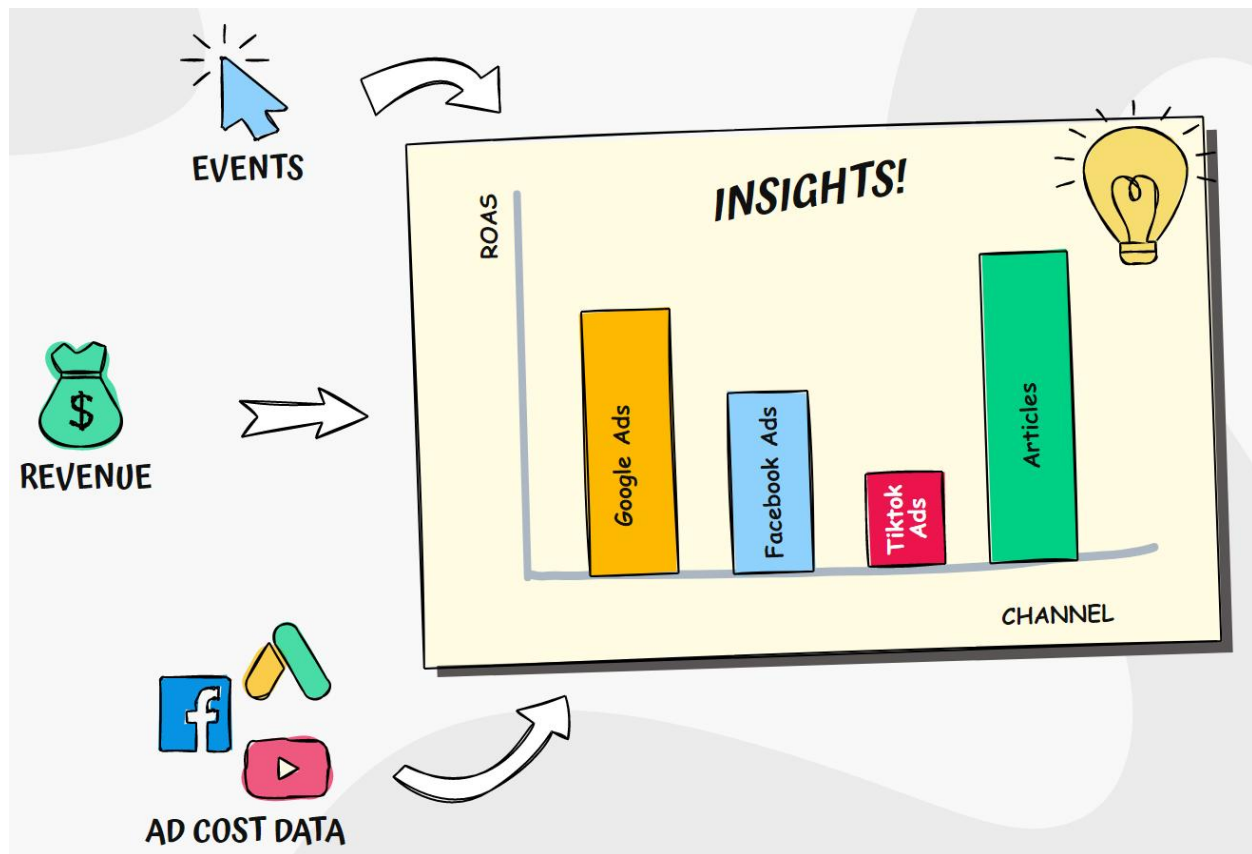 EVENTS
INSIGHTS!
ROAS
Google Ads
Facebook Ads
Tiktok
Ads
Articles
CHANNEL
$
REVENUE
f
AD COST DATA